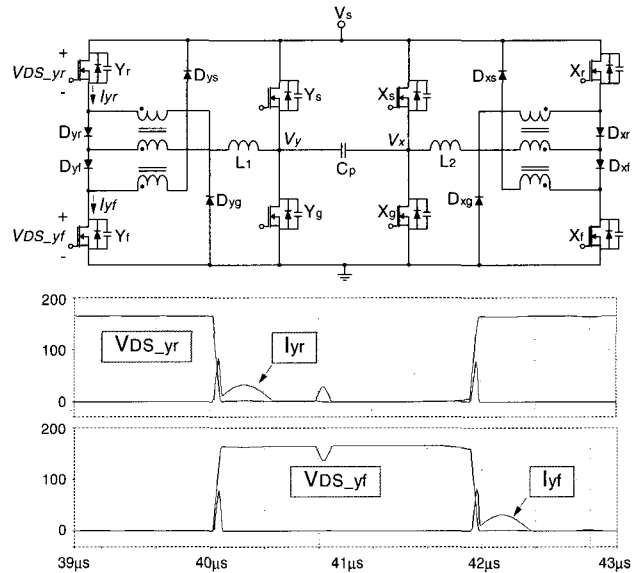 Vs
+
VDS_yr
-
Yr
Iyr
Dys
Ys
Xs
Dxs
Xr
Dyr
Dyf
L1
Vy
Cp
Vx
L2
Dxr
Dxf
Iyf
+
VDS_yf
-
Yf
Dyg
Yg
Xg
Dxg
Xf
200
100
0
VDS_yr
Iyr
200
100
0
VDS_yf
Iyf
39μs 40μs 41μs 42μs 43μs